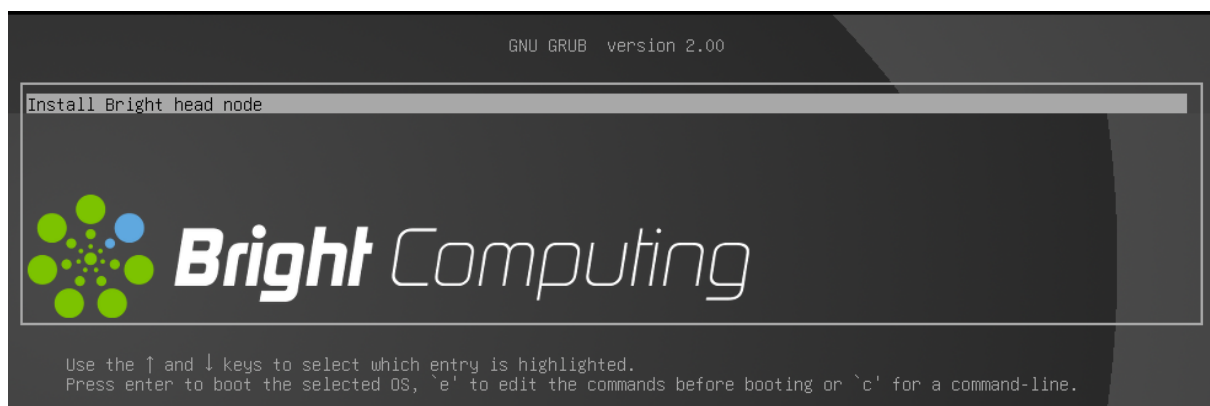 GNU GRUB  version 2.00
Install Bright head node
Bright Computing
Use the ↑ and ↓ keys to select which entry is highlighted.
Press enter to boot the selected OS, `e' to edit the commands before booting or `c' for a command-line.